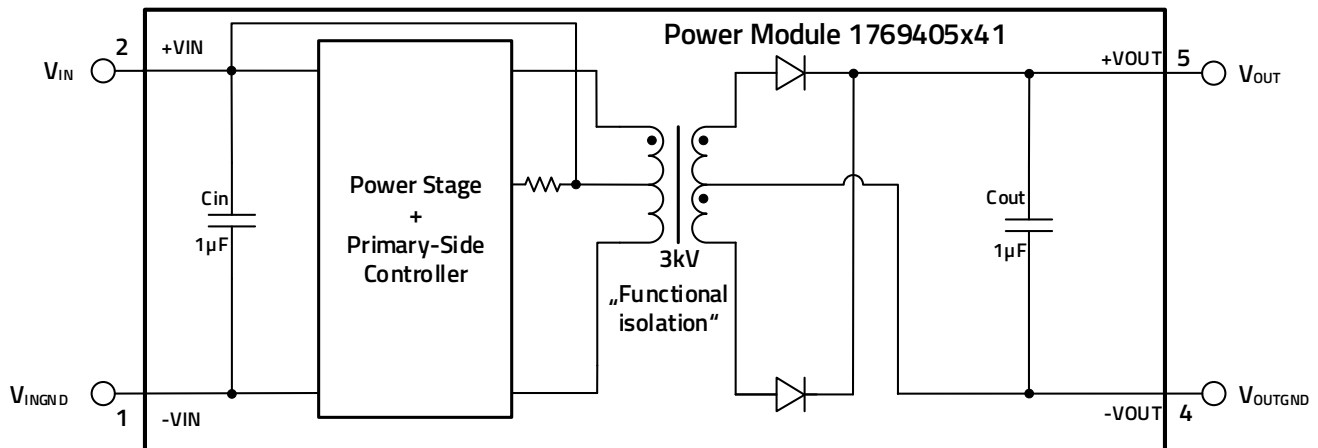 Power Module 1769405x41
2
+VIN
VIN
Cin
1µF
VINGND
1
-VIN
Power Stage
+
Primary-Side
Controller
3kV
„Functional
isolation“
+VOUT
5
VOUT
Cout
1µF
-VOUT
4
VOUTGND